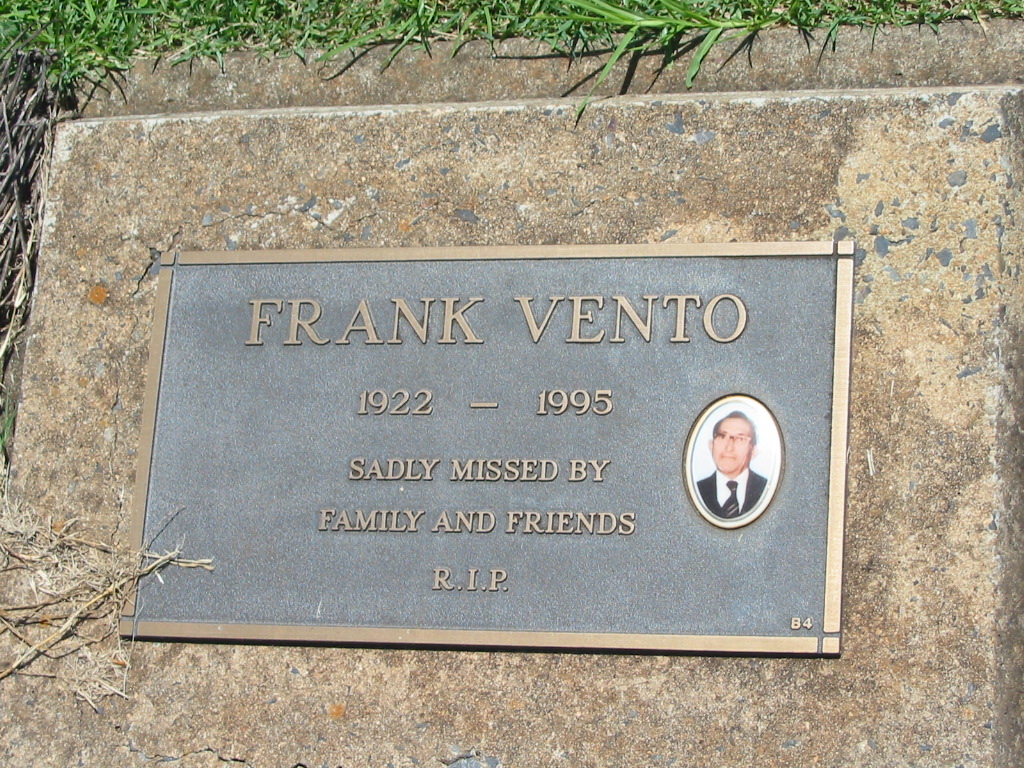 FRANK VENTO
1922 — 1995
SADLY MISSED BY
FAMILY AND FRIENDS
R.I.P.
B4